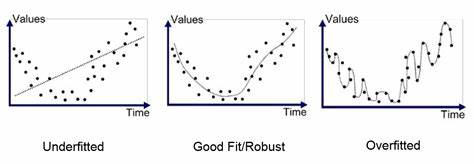 Values
Values
Values
Time
Time
Time
Underfitted
Good Fit/Robust
Overfitted